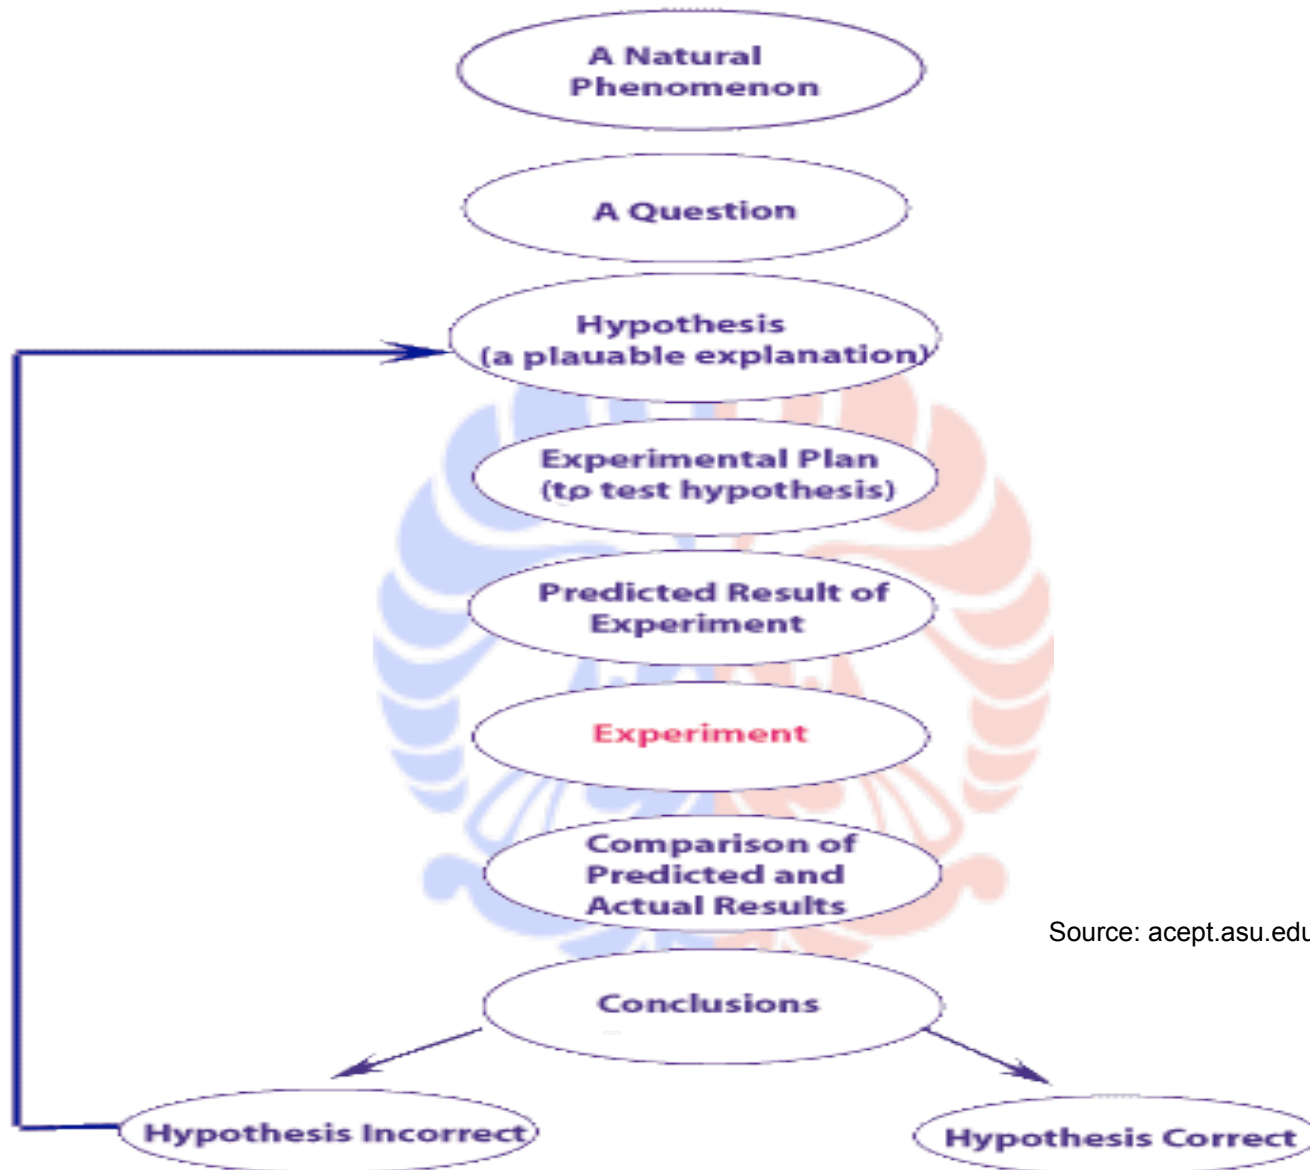 A Natural
Phenomenon
A Question
Hypothesis
(a plauable explanation)
Experimental Plan
(to test hypothesis)
Predicted Result of
Experiment
Experiment
Comparison of
Predicted and
Actual Results
Source: acept.asu.edu
Conclusions
Hypothesis Incorrect
Hypothesis Correct